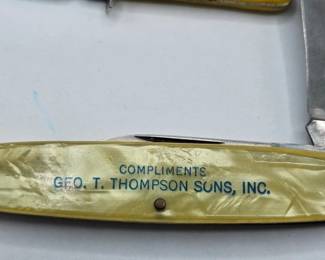 COMPLIMENTS
GEO. T. THOMPSON SONS, INC.